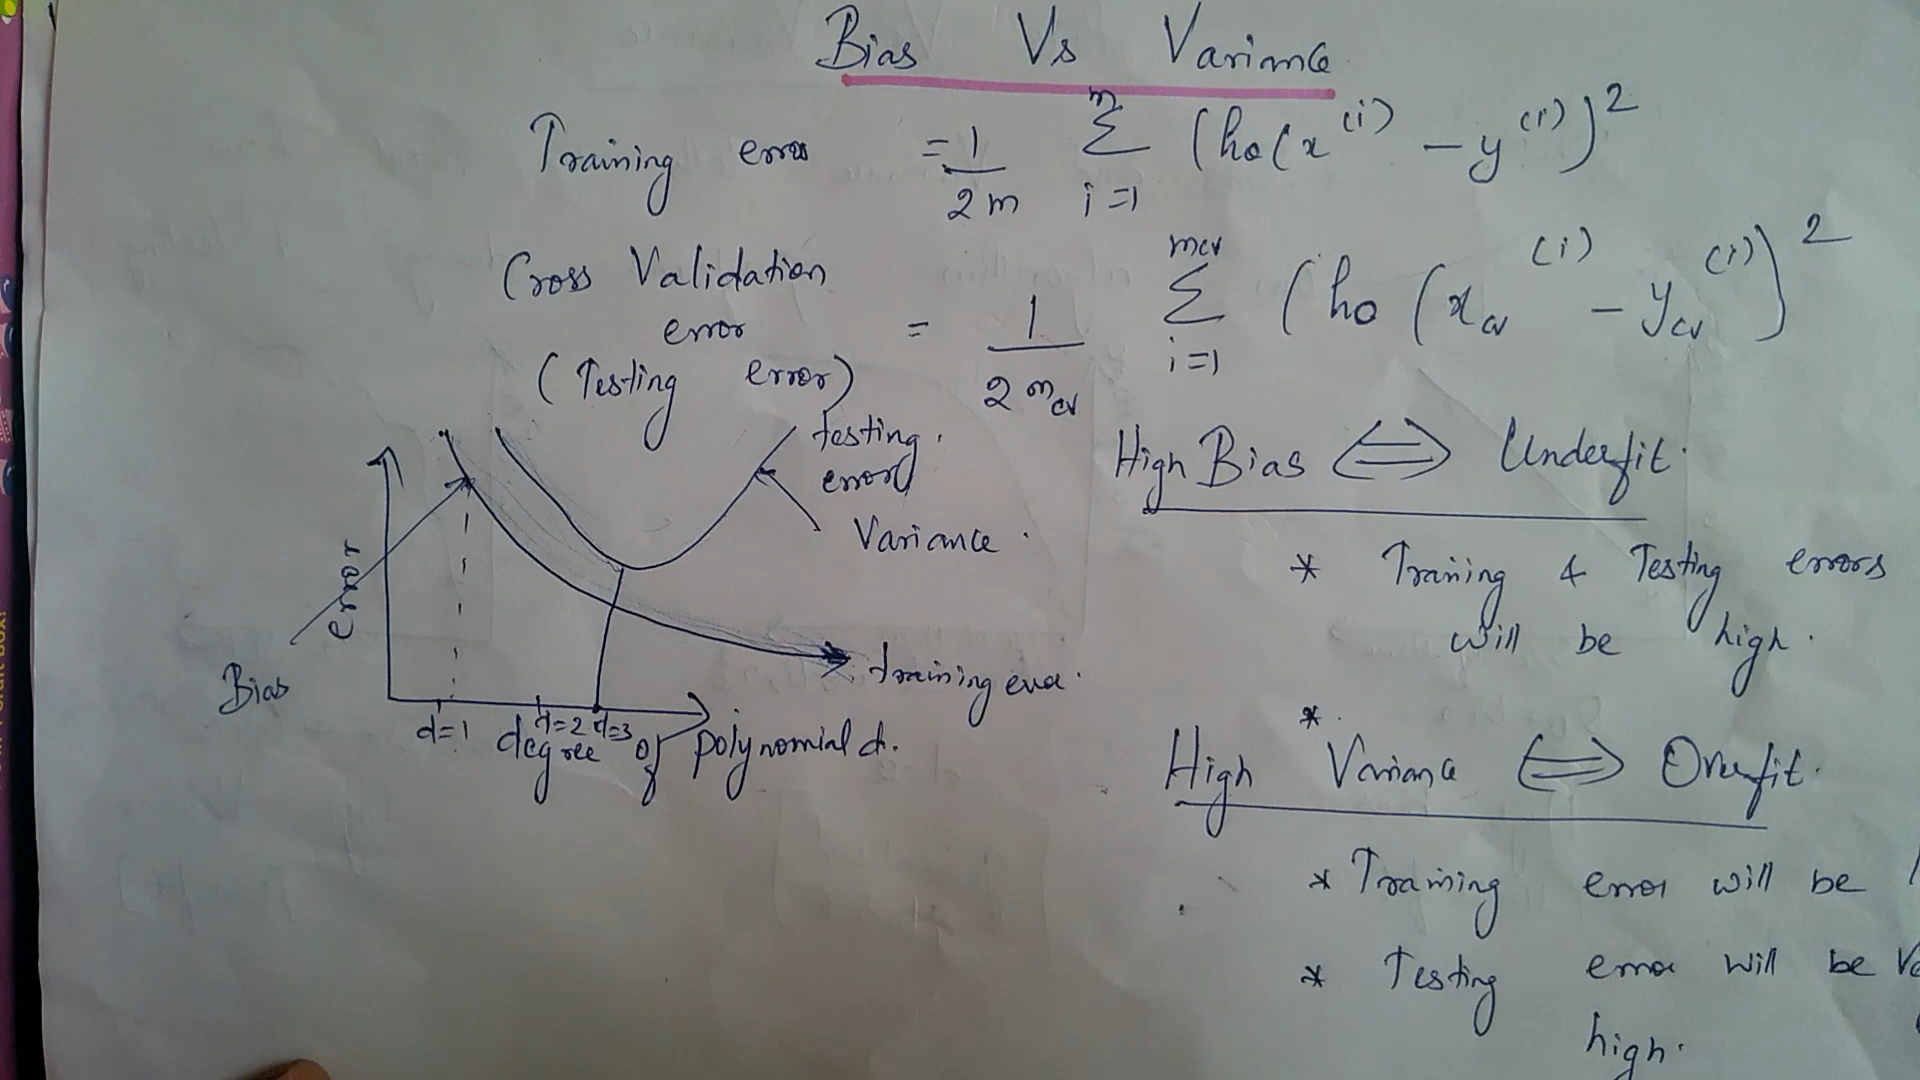 Bias Vs Variance
Training error = 1/2m m Σ i=1 (hθ(x^(i) - y^(i))^2
Cross Validation error (Testing error) = 1/2mcv mcv Σ i=1 (hθ(xcv^(i) - ycv^(i))^2
testing error
Variance.
error
Bias
training error.
d=1 d=2 d=3
degree of polynomial d.
High Bias ⇔ Underfit.
* Training & Testing errors
will be high.
*
High Variance ⇔ Overfit.
* Training error will be
* Testing error will be
high.